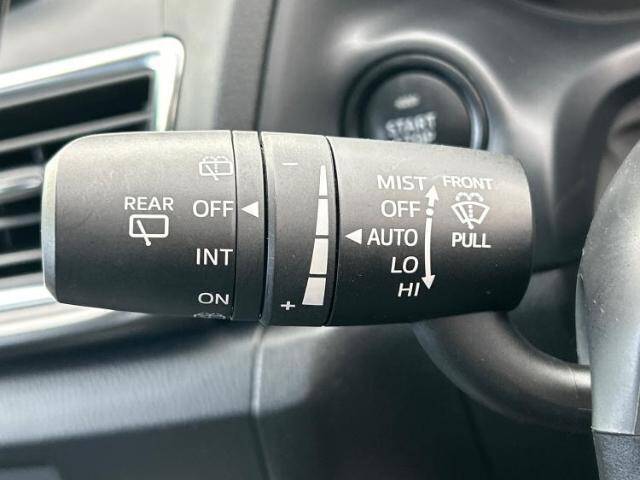 START
REAR
OFF
INT
ON
−
+
MIST
OFF
AUTO
LO
HI
FRONT
PULL